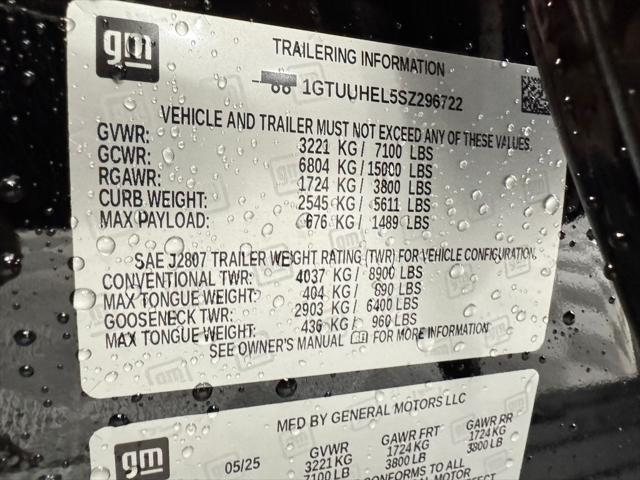 gm
TRAILERING INFORMATION
1GTUUHEL5SZ296722
VEHICLE AND TRAILER MUST NOT EXCEED ANY OF THESE VALUES.
GVWR: 3221 KG / 7100 LBS
GCWR: 6804 KG / 15000 LBS
RGAWR: 1724 KG / 3800 LBS
CURB WEIGHT: 2545 KG / 5611 LBS
MAX PAYLOAD: 676 KG / 1489 LBS
SAE J2807 TRAILER WEIGHT RATING (TWR) FOR VEHICLE CONFIGURATION.
CONVENTIONAL TWR: 4037 KG / 8900 LBS
MAX TONGUE WEIGHT: 404 KG / 890 LBS
GOOSENECK TWR: 2903 KG / 6400 LBS
MAX TONGUE WEIGHT: 436 KG / 960 LBS
SEE OWNER'S MANUAL FOR MORE INFORMATION
MFD BY GENERAL MOTORS LLC
gm
05/25
GVWR GAWR FRT GAWR RR
3221 KG 1724 KG 1724 KG
7100 LB 3800 LB 3800 LB
CONFORMS TO ALL
MOTOR